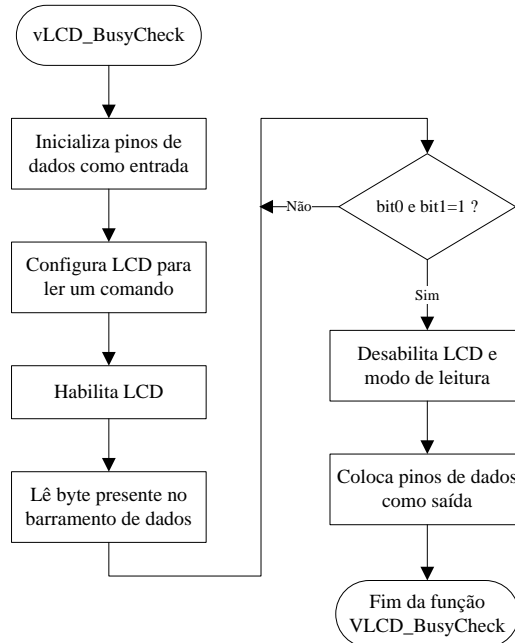 vLCD_BusyCheck
Inicializa pinos de
dados como entrada
Configura LCD para
ler um comando
Habilita LCD
Lê byte presente no
barramento de dados
bit0 e bit1=1 ?
Não
Sim
Desabilita LCD e
modo de leitura
Coloca pinos de dados
como saída
Fim da função
VLCD_BusyCheck